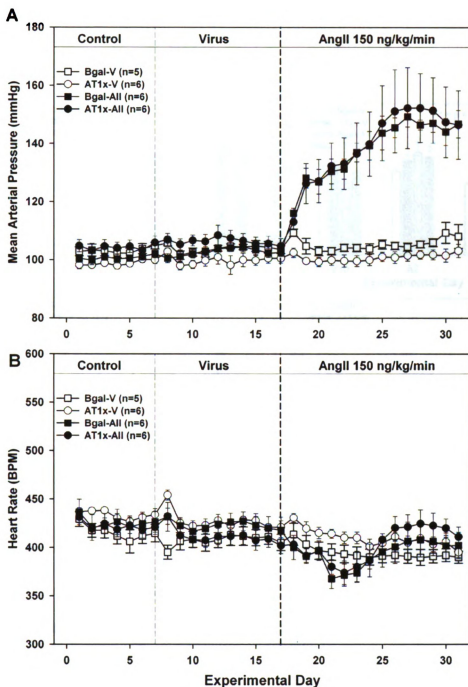 A
Control Virus AngII 150 ng/kg/min
Bgal-V (n=5)
AT1x-V (n=6)
Bgal-AII (n=6)
AT1x-AII (n=6)
Mean Arterial Pressure (mmHg)
180
160
140
120
100
80
0 5 10 15 20 25 30
B
Control Virus AngII 150 ng/kg/min
Bgal-V (n=5)
AT1x-V (n=6)
Bgal-AII (n=6)
AT1x-AII (n=6)
Heart Rate (BPM)
600
550
500
450
400
350
300
0 5 10 15 20 25 30
Experimental Day